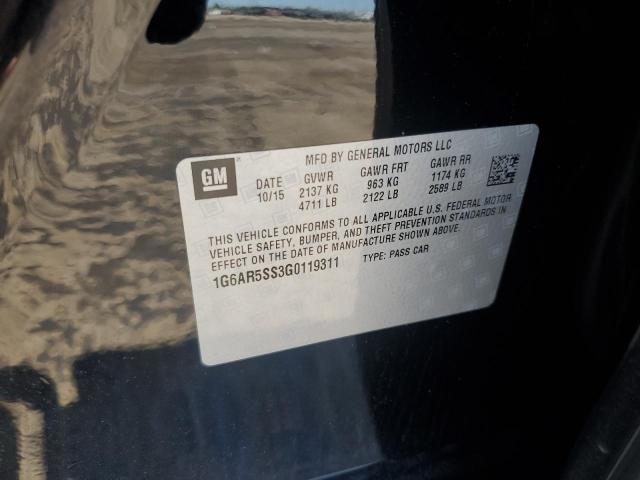 MFD BY GENERAL MOTORS LLC
GM
DATE GVWR GAWR FRT GAWR RR
10/15 2137 KG 963 KG 1174 KG
4711 LB 2122 LB 2589 LB
THIS VEHICLE CONFORMS TO ALL APPLICABLE U.S. FEDERAL MOTOR
VEHICLE SAFETY, BUMPER, AND THEFT PREVENTION STANDARDS IN
EFFECT ON THE DATE OF MANUFACTURE SHOWN ABOVE.
1G6AR5SS3G0119311 TYPE: PASS CAR